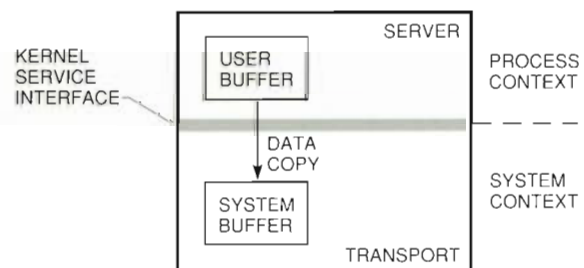 SERVER
KERNEL
SERVICE
INTERFACE
USER
BUFFER
PROCESS
CONTEXT
DATA
COPY
SYSTEM
BUFFER
SYSTEM
CONTEXT
TRANSPORT